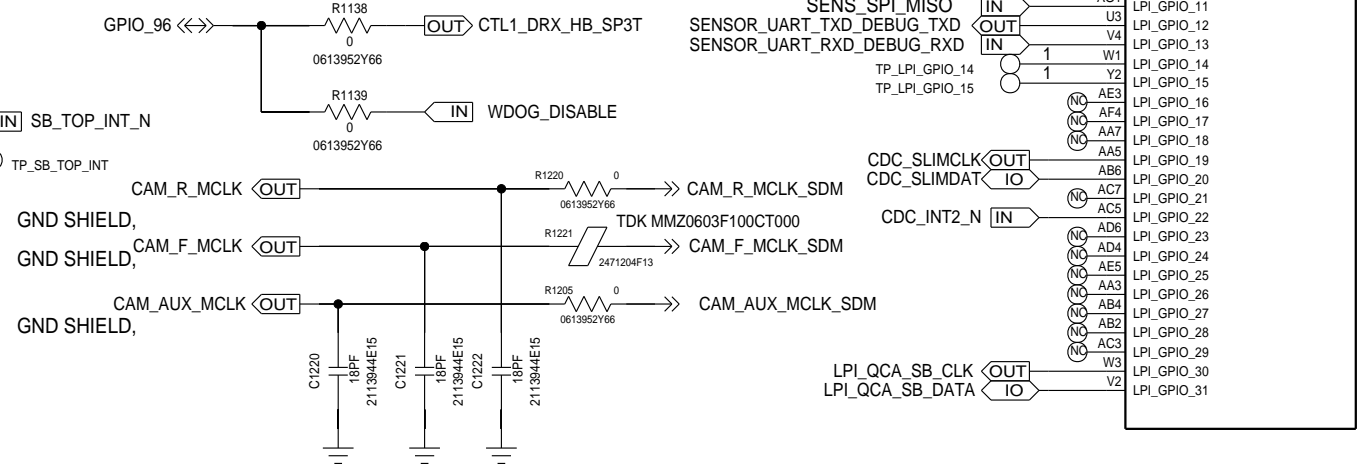 R1138
GPIO_96
OUT
CTL1_DRX_HB_SP3T
0
0613952Y66
R1139
IN
WDOG_DISABLE
0
0613952Y66
IN
SB_TOP_INT_N
TP_SB_TOP_INT
CAM_R_MCLK
OUT
R1220
0
CAM_R_MCLK_SDM
0613952Y66
GND SHIELD,
TDK MMZ0603F100CT000
CAM_F_MCLK
OUT
R1221
CAM_F_MCLK_SDM
2471204F13
GND SHIELD,
CAM_AUX_MCLK
OUT
R1205
0
CAM_AUX_MCLK_SDM
0613952Y66
GND SHIELD,
C1220
18PF
2113944E15
C1221
18PF
2113944E15
C1222
18PF
2113944E15
SENS_SPI_MISO
IN
LPI_GPIO_11
SENSOR_UART_TXD_DEBUG_TXD
OUT
U3
LPI_GPIO_12
SENSOR_UART_RXD_DEBUG_RXD
IN
V4
LPI_GPIO_13
TP_LPI_GPIO_14
1
W1
LPI_GPIO_14
TP_LPI_GPIO_15
1
Y2
LPI_GPIO_15
NC
AE3
LPI_GPIO_16
NC
AF4
LPI_GPIO_17
NC
AA7
LPI_GPIO_18
CDC_SLIMCLK
OUT
AA5
LPI_GPIO_19
CDC_SLIMDAT
IO
AB6
LPI_GPIO_20
NC
AC7
LPI_GPIO_21
CDC_INT2_N
IN
AC5
LPI_GPIO_22
NC
AD6
LPI_GPIO_23
NC
AD4
LPI_GPIO_24
NC
AE5
LPI_GPIO_25
NC
AA3
LPI_GPIO_26
NC
AB4
LPI_GPIO_27
NC
AB2
LPI_GPIO_28
NC
AC3
LPI_GPIO_29
LPI_QCA_SB_CLK
OUT
W3
LPI_GPIO_30
LPI_QCA_SB_DATA
IO
V2
LPI_GPIO_31